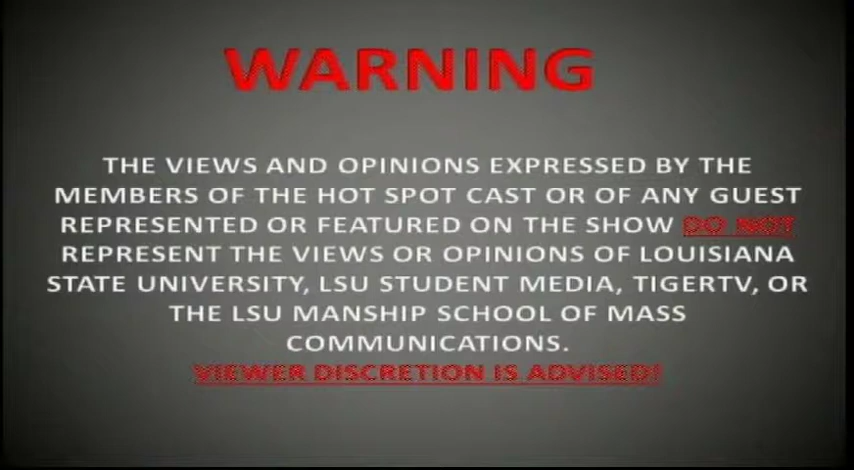 WARNING
THE VIEWS AND OPINIONS EXPRESSED BY THE
MEMBERS OF THE HOT SPOT CAST OR OF ANY GUEST
REPRESENTED OR FEATURED ON THE SHOW DO NOT
REPRESENT THE VIEWS OR OPINIONS OF LOUISIANA
STATE UNIVERSITY, LSU STUDENT MEDIA, TIGERTV, OR
THE LSU MANSHIP SCHOOL OF MASS
COMMUNICATIONS.
VIEWER DISCRETION IS ADVISED!